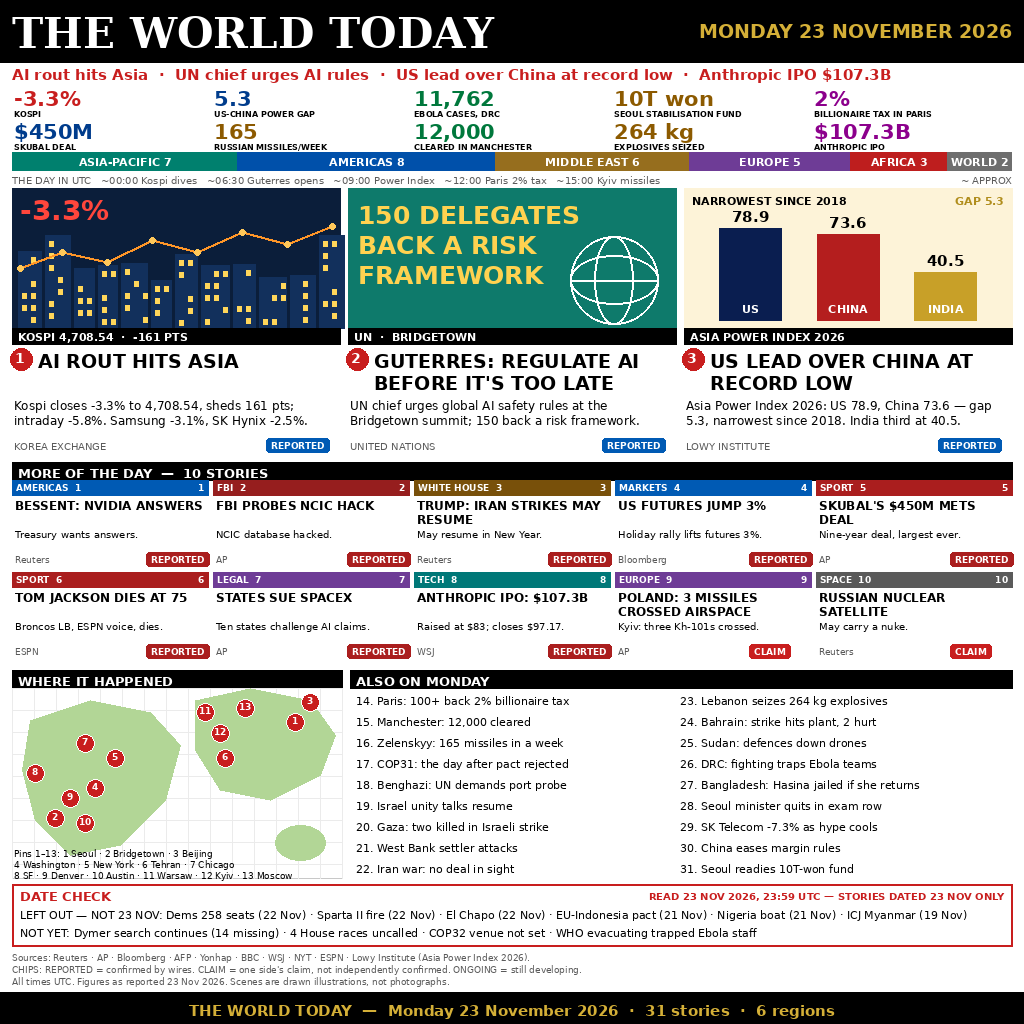 THE WORLD TODAY
MONDAY 23 NOVEMBER 2026
AI rout hits Asia · UN chief urges AI rules · US lead over China at record low · Anthropic IPO $107.3B
-3.3%
KOSPI
5.3
US-CHINA POWER GAP
11,762
EBOLA CASES, DRC
10T won
SEOUL STABILISATION FUND
2%
BILLIONAIRE TAX IN PARIS
$450M
SKUBAL DEAL
165
RUSSIAN MISSILES/WEEK
12,000
CLEARED IN MANCHESTER
264 kg
EXPLOSIVES SEIZED
$107.3B
ANTHROPIC IPO
ASIA-PACIFIC 7
AMERICAS 8
MIDDLE EAST 6
EUROPE 5
AFRICA 3
WORLD 2
THE DAY IN UTC ~00:00 Kospi dives ~06:30 Guterres opens ~09:00 Power Index ~12:00 Paris 2% tax ~15:00 Kyiv missiles
~ APPROX
-3.3%
KOSPI 4,708.54 · -161 PTS
150 DELEGATES
BACK A RISK
FRAMEWORK
UN · BRIDGETOWN
NARROWEST SINCE 2018
GAP 5.3
78.9
73.6
40.5
US
CHINA
INDIA
ASIA POWER INDEX 2026
1
AI ROUT HITS ASIA
Kospi closes -3.3% to 4,708.54, sheds 161 pts;
intraday -5.8%. Samsung -3.1%, SK Hynix -2.5%.
KOREA EXCHANGE
REPORTED
2
GUTERRES: REGULATE AI
BEFORE IT'S TOO LATE
UN chief urges global AI safety rules at the
Bridgetown summit; 150 back a risk framework.
UNITED NATIONS
REPORTED
3
US LEAD OVER CHINA AT
RECORD LOW
Asia Power Index 2026: US 78.9, China 73.6 — gap
5.3, narrowest since 2018. India third at 40.5.
LOWY INSTITUTE
REPORTED
MORE OF THE DAY — 10 STORIES
AMERICAS 1
1
BESSENT: NVIDIA ANSWERS
Treasury wants answers.
Reuters
REPORTED
FBI 2
2
FBI PROBES NCIC HACK
NCIC database hacked.
AP
REPORTED
WHITE HOUSE 3
3
TRUMP: IRAN STRIKES MAY
RESUME
May resume in New Year.
Reuters
REPORTED
MARKETS 4
4
US FUTURES JUMP 3%
Holiday rally lifts futures 3%.
Bloomberg
REPORTED
SPORT 5
5
SKUBAL'S $450M METS
DEAL
Nine-year deal, largest ever.
AP
REPORTED
SPORT 6
6
TOM JACKSON DIES AT 75
Broncos LB, ESPN voice, dies.
ESPN
REPORTED
LEGAL 7
7
STATES SUE SPACEX
Ten states challenge AI claims.
AP
REPORTED
TECH 8
8
ANTHROPIC IPO: $107.3B
Raised at $83; closes $97.17.
WSJ
REPORTED
EUROPE 9
9
POLAND: 3 MISSILES
CROSSED AIRSPACE
Kyiv: three Kh-101s crossed.
AP
CLAIM
SPACE 10
10
RUSSIAN NUCLEAR
SATELLITE
May carry a nuke.
Reuters
CLAIM
WHERE IT HAPPENED
3
13
11
1
12
7
5
6
8
4
9
2
10
Pins 1–13: 1 Seoul · 2 Bridgetown · 3 Beijing
4 Washington · 5 New York · 6 Tehran · 7 Chicago
8 SF · 9 Denver · 10 Austin · 11 Warsaw · 12 Kyiv · 13 Moscow
ALSO ON MONDAY
14. Paris: 100+ back 2% billionaire tax
15. Manchester: 12,000 cleared
16. Zelenskyy: 165 missiles in a week
17. COP31: the day after pact rejected
18. Benghazi: UN demands port probe
19. Israel unity talks resume
20. Gaza: two killed in Israeli strike
21. West Bank settler attacks
22. Iran war: no deal in sight
23. Lebanon seizes 264 kg explosives
24. Bahrain: strike hits plant, 2 hurt
25. Sudan: defences down drones
26. DRC: fighting traps Ebola teams
27. Bangladesh: Hasina jailed if she returns
28. Seoul minister quits in exam row
29. SK Telecom -7.3% as hype cools
30. China eases margin rules
31. Seoul readies 10T-won fund
DATE CHECK
READ 23 NOV 2026, 23:59 UTC — STORIES DATED 23 NOV ONLY
LEFT OUT — NOT 23 NOV: Dems 258 seats (22 Nov) · Sparta II fire (22 Nov) · El Chapo (22 Nov) · EU-Indonesia pact (21 Nov) · Nigeria boat (21 Nov) · ICJ Myanmar (19 Nov)
NOT YET: Dymer search continues (14 missing) · 4 House races uncalled · COP32 venue not set · WHO evacuating trapped Ebola staff
Sources: Reuters · AP · Bloomberg · AFP · Yonhap · BBC · WSJ · NYT · ESPN · Lowy Institute (Asia Power Index 2026).
CHIPS: REPORTED = confirmed by wires. CLAIM = one side's claim, not independently confirmed. ONGOING = still developing.
All times UTC. Figures as reported 23 Nov 2026. Scenes are drawn illustrations, not photographs.
THE WORLD TODAY — Monday 23 November 2026 · 31 stories · 6 regions